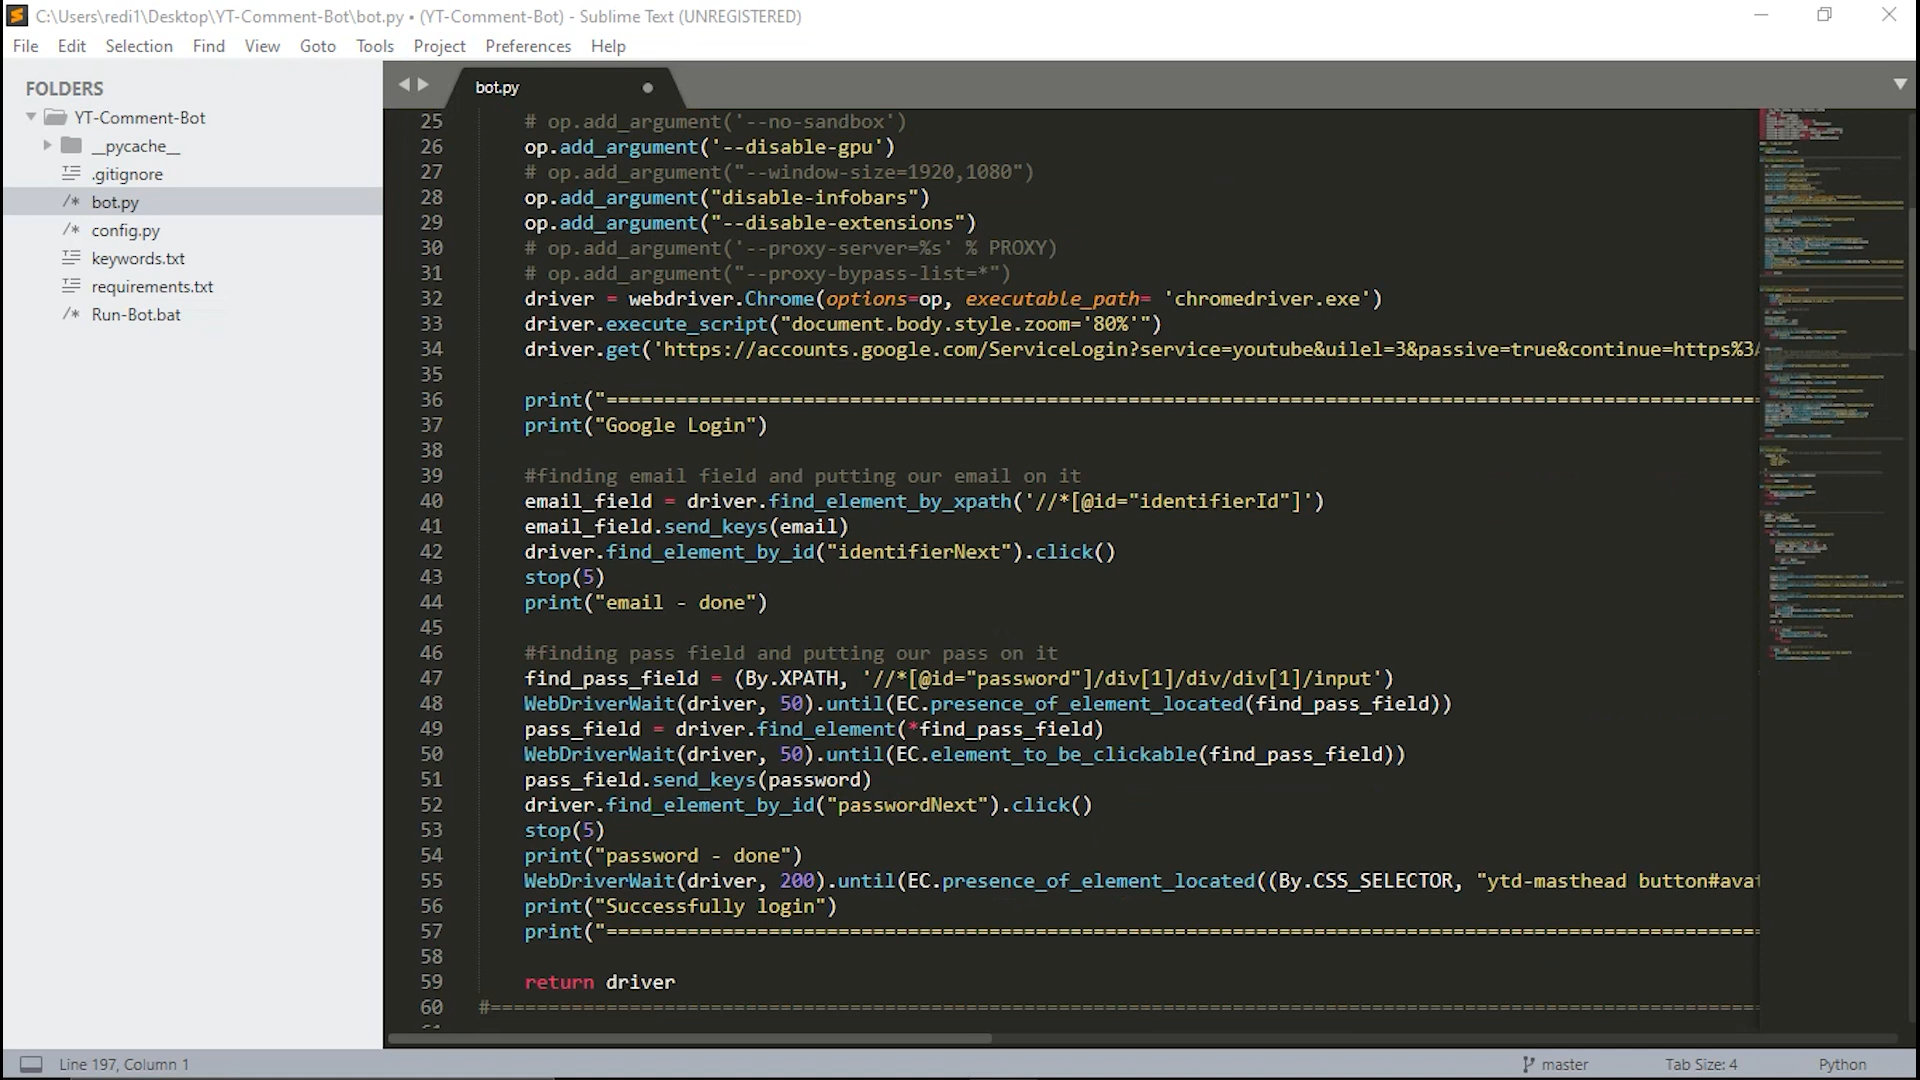 C:\Users\redi1\Desktop\YT-Comment-Bot\bot.py • (YT-Comment-Bot) - Sublime Text (UNREGISTERED)
File Edit Selection Find View Goto Tools Project Preferences Help
FOLDERS
YT-Comment-Bot
__pycache__
.gitignore
/* bot.py
/* config.py
keywords.txt
requirements.txt
/* Run-Bot.bat
bot.py
25 # op.add_argument('--no-sandbox')
26 op.add_argument('--disable-gpu')
27 # op.add_argument("--window-size=1920,1080")
28 op.add_argument("disable-infobars")
29 op.add_argument("--disable-extensions")
30 # op.add_argument('--proxy-server=%s' % PROXY)
31 # op.add_argument("--proxy-bypass-list=*")
32 driver = webdriver.Chrome(options=op, executable_path= 'chromedriver.exe')
33 driver.execute_script("document.body.style.zoom='80%'")
34 driver.get('https://accounts.google.com/ServiceLogin?service=youtube&uilel=3&passive=true&continue=https%3A
35
36 print("====================================================================================================
37 print("Google Login")
38
39 #finding email field and putting our email on it
40 email_field = driver.find_element_by_xpath('//*[@id="identifierId"]')
41 email_field.send_keys(email)
42 driver.find_element_by_id("identifierNext").click()
43 stop(5)
44 print("email - done")
45
46 #finding pass field and putting our pass on it
47 find_pass_field = (By.XPATH, '//*[@id="password"]/div[1]/div/div[1]/input')
48 WebDriverWait(driver, 50).until(EC.presence_of_element_located(find_pass_field))
49 pass_field = driver.find_element(*find_pass_field)
50 WebDriverWait(driver, 50).until(EC.element_to_be_clickable(find_pass_field))
51 pass_field.send_keys(password)
52 driver.find_element_by_id("passwordNext").click()
53 stop(5)
54 print("password - done")
55 WebDriverWait(driver, 200).until(EC.presence_of_element_located((By.CSS_SELECTOR, "ytd-masthead button#avat
56 print("Successfully login")
57 print("====================================================================================================
58
59 return driver
60 #==============================================================================================================
Line 197, Column 1
master
Tab Size: 4
Python